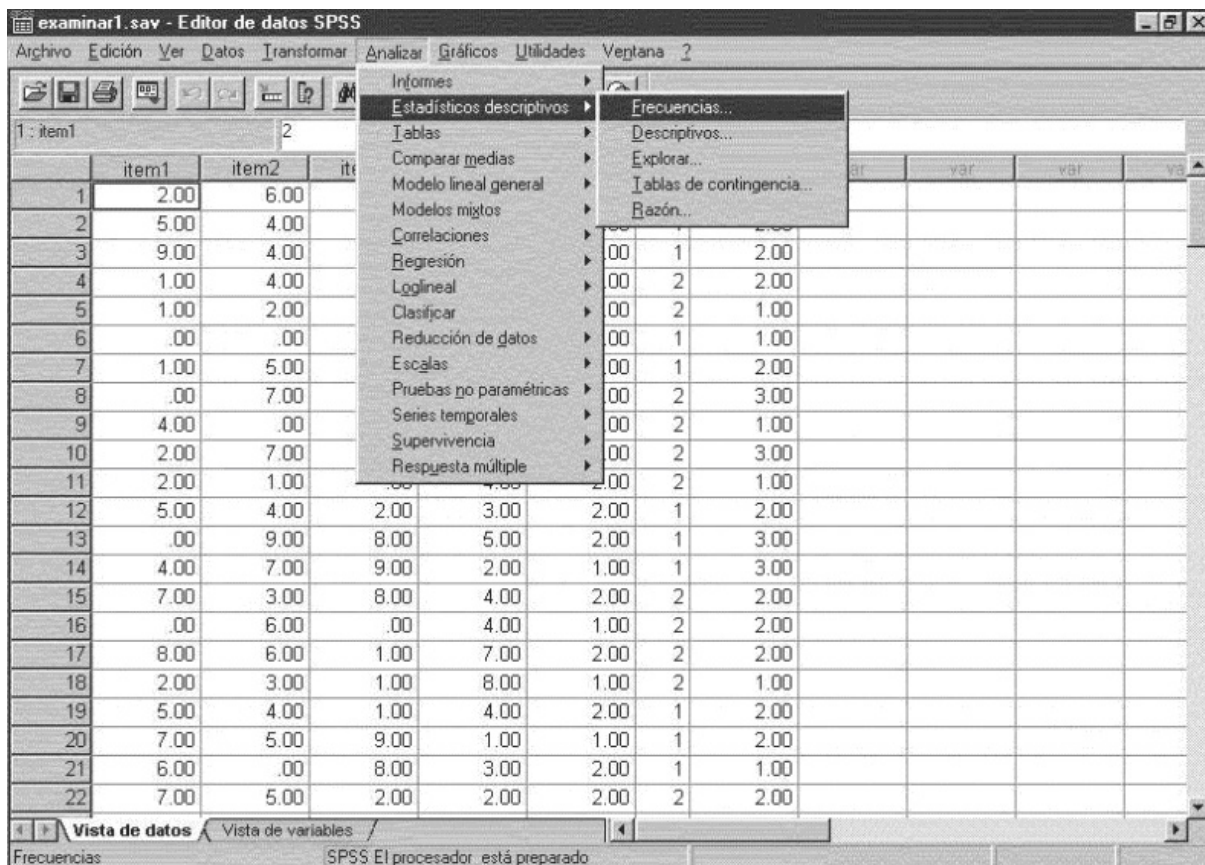 examinar1.sav - Editor de datos SPSS
Archivo Edición Ver Datos Transformar Analizar Gráficos Utilidades Ventana ?
Informes
Estadísticos descriptivos
Tablas
Comparar medias
Modelo lineal general
Modelos mixtos
Correlaciones
Regresión
Loglineal
Clasificar
Reducción de datos
Escalas
Pruebas no paramétricas
Series temporales
Supervivencia
Respuesta múltiple
Frecuencias...
Descriptivos...
Explorar...
Tablas de contingencia...
Razón...
1 : item1 2
item1 item2 var var
1 2.00 6.00
2 5.00 4.00
3 9.00 4.00 .00 1 2.00
4 1.00 4.00 .00 2 2.00
5 1.00 2.00 .00 2 1.00
6 .00 .00 .00 1 1.00
7 1.00 5.00 .00 1 2.00
8 .00 7.00 .00 2 3.00
9 4.00 .00 .00 2 1.00
10 2.00 7.00 .00 2 3.00
11 2.00 1.00 2.00 2 1.00
12 5.00 4.00 2.00 3.00 2.00 1 2.00
13 .00 9.00 8.00 5.00 2.00 1 3.00
14 4.00 7.00 9.00 2.00 1.00 1 3.00
15 7.00 3.00 8.00 4.00 2.00 2 2.00
16 .00 6.00 .00 4.00 1.00 2 2.00
17 8.00 6.00 1.00 7.00 2.00 2 2.00
18 2.00 3.00 1.00 8.00 1.00 2 1.00
19 5.00 4.00 1.00 4.00 2.00 1 2.00
20 7.00 5.00 9.00 1.00 1.00 1 2.00
21 6.00 .00 8.00 3.00 2.00 1 1.00
22 7.00 5.00 2.00 2.00 2.00 2 2.00
Vista de datos Vista de variables
Frecuencias SPSS El procesador está preparado